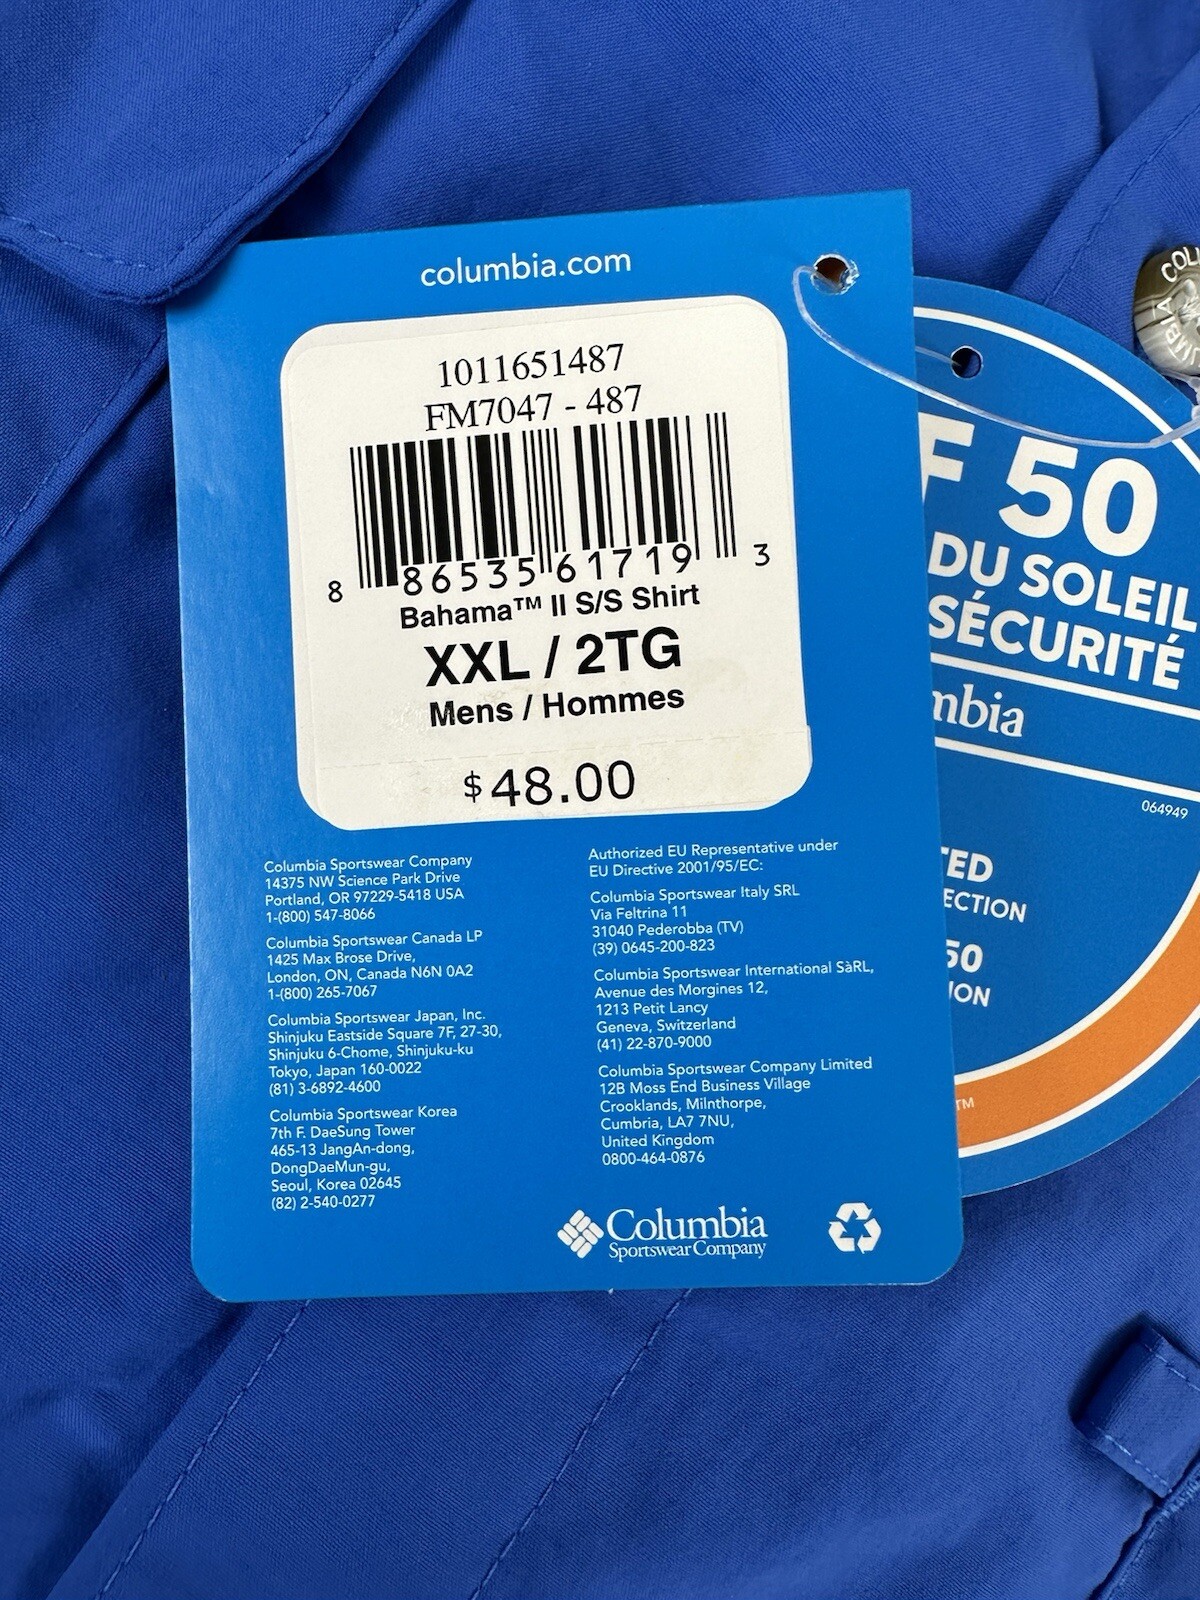 columbia.com
1011651487
FM7047 - 487
8 86535 61719 3
Bahama™ II S/S Shirt
XXL / 2TG
Mens / Hommes
$48.00
Columbia Sportswear Company
14375 NW Science Park Drive
Portland, OR 97229-5418 USA
1-(800) 547-8066
Columbia Sportswear Canada LP
1425 Max Brose Drive,
London, ON, Canada N6N 0A2
1-(800) 265-7067
Columbia Sportswear Japan, Inc.
Shinjuku Eastside Square 7F, 27-30,
Shinjuku 6-Chome, Shinjuku-ku
Tokyo, Japan 160-0022
(81) 3-6892-4600
Columbia Sportswear Korea
7th F. DaeSung Tower
465-13 JangAn-dong,
DongDaeMun-gu,
Seoul, Korea 02645
(82) 2-540-0277
Authorized EU Representative under
EU Directive 2001/95/EC:
Columbia Sportswear Italy SRL
Via Feltrina 11
31040 Pederobba (TV)
(39) 0645-200-823
Columbia Sportswear International SàRL,
Avenue des Morgines 12,
1213 Petit Lancy
Geneva, Switzerland
(41) 22-870-9000
Columbia Sportswear Company Limited
12B Moss End Business Village
Crooklands, Milnthorpe,
Cumbria, LA7 7NU,
United Kingdom
0800-464-0876
Columbia
Sportswear Company
F 50
DU SOLEIL
SÉCURITÉ
mbia
064949
TED
ECTION
50
ION
TM